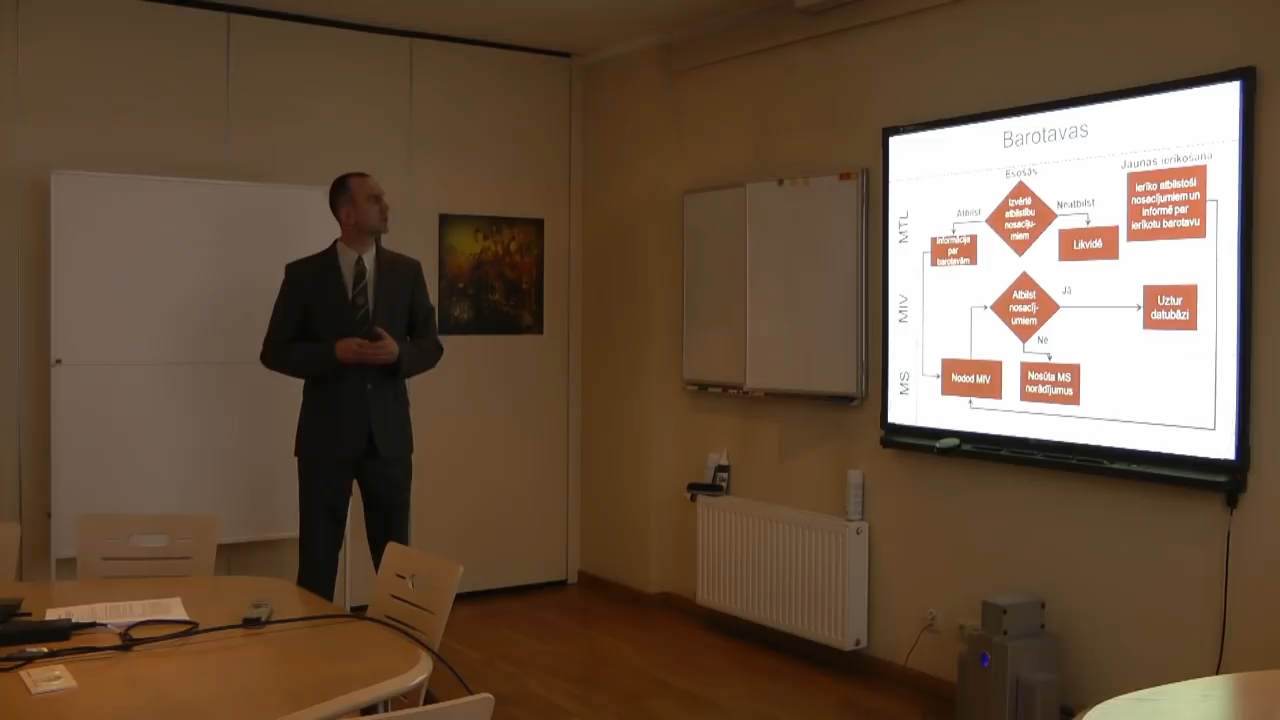 Barotavas
Esošās
Jaunas ierīkošana
MTL
Atbilst
Izvērtē
atbilstību
nosacīju-
miem
Neatbilst
Ierīko atbilstoši
nosacījumiem un
informē par
ierīkotu barotavu
Informācija
par
barotavām
Likvidē
MIV
Atbilst
nosacīj-
umiem
Jā
Uztur
datubāzi
Nē
MS
Nodod MIV
Nosūta MS
norādījumus